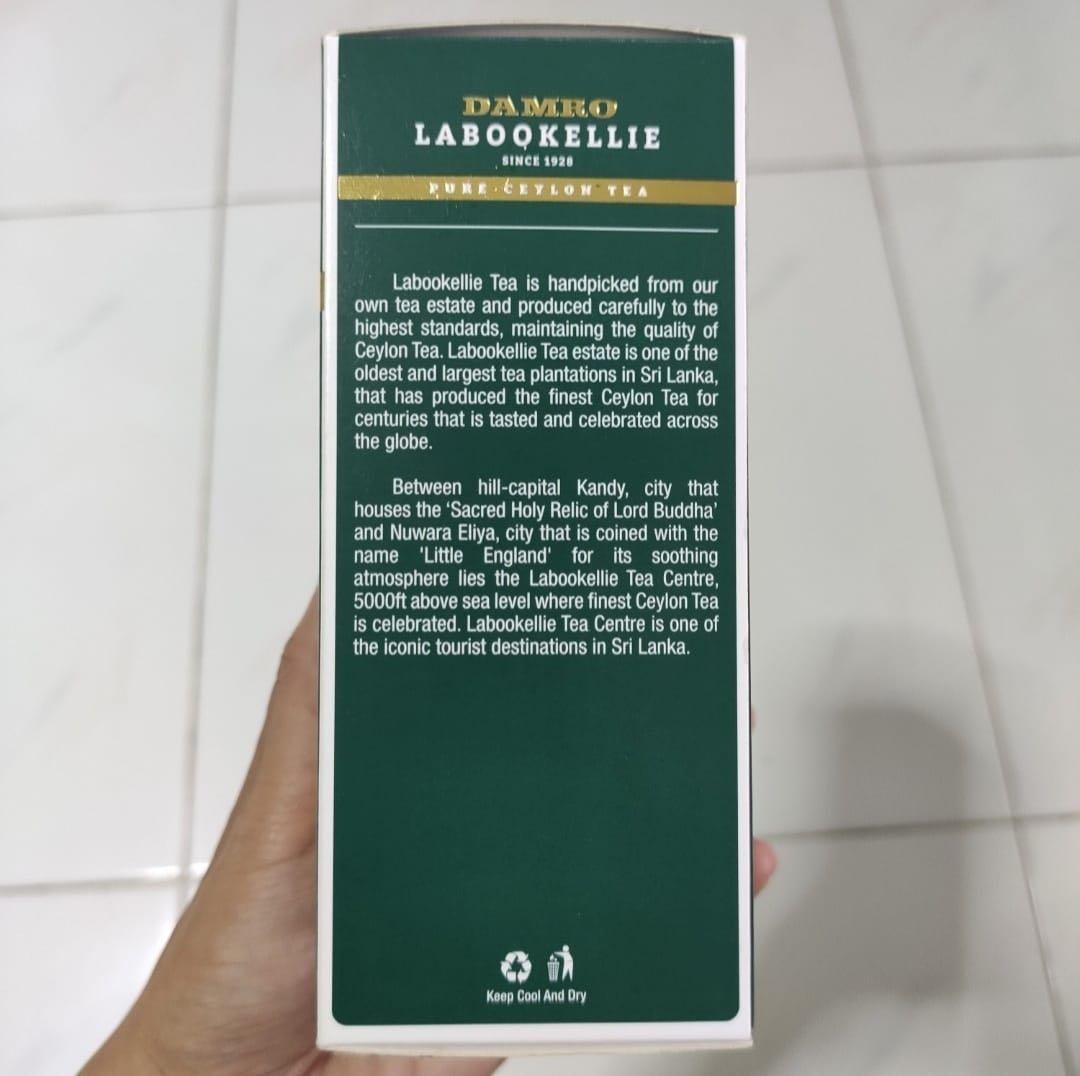 DAMRO
LABOOKELLIE
SINCE 1928
PURE CEYLON TEA
Labookellie Tea is handpicked from our
own tea estate and produced carefully to the
highest standards, maintaining the quality of
Ceylon Tea. Labookellie Tea estate is one of the
oldest and largest tea plantations in Sri Lanka,
that has produced the finest Ceylon Tea for
centuries that is tasted and celebrated across
the globe.
Between hill-capital Kandy, city that
houses the ‘Sacred Holy Relic of Lord Buddha’
and Nuwara Eliya, city that is coined with the
name 'Little England' for its soothing
atmosphere lies the Labookellie Tea Centre,
5000ft above sea level where finest Ceylon Tea
is celebrated. Labookellie Tea Centre is one of
the iconic tourist destinations in Sri Lanka.
Keep Cool And Dry